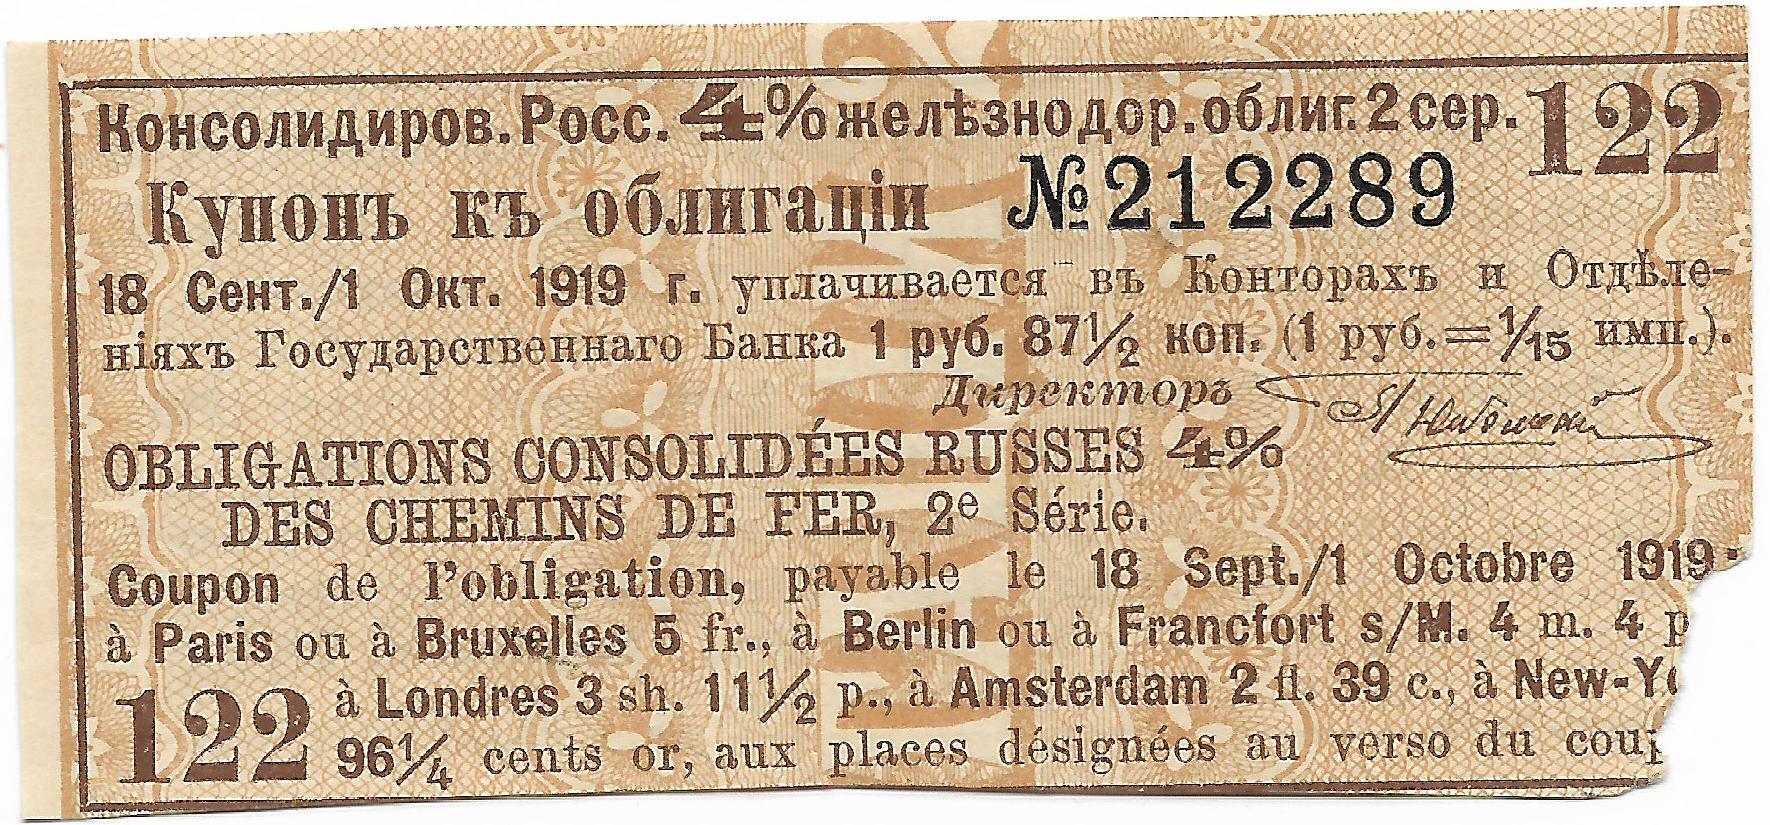 Консолидиров. Росс. 4% желѣзнодор. облиг. 2 сер. 122
Купонъ къ облигаціи №212289
18 Сент./1 Окт. 1919 г. уплачивается въ Конторахъ и Отдѣле-
ніяхъ Государственнаго Банка 1 руб. 87½ коп. (1 руб.=1/15 имп.).
Директоръ
OBLIGATIONS CONSOLIDÉES RUSSES 4%
DES CHEMINS DE FER, 2e Série.
Coupon de l'obligation, payable le 18 Sept./1 Octobre 1919:
à Paris ou à Bruxelles 5 fr., à Berlin ou à Francfort s/M. 4 m. 4 p
à Londres 3 sh. 11½ p., à Amsterdam 2 fl. 39 c., à New-Yo
122 96¼ cents or, aux places désignées au verso du coup